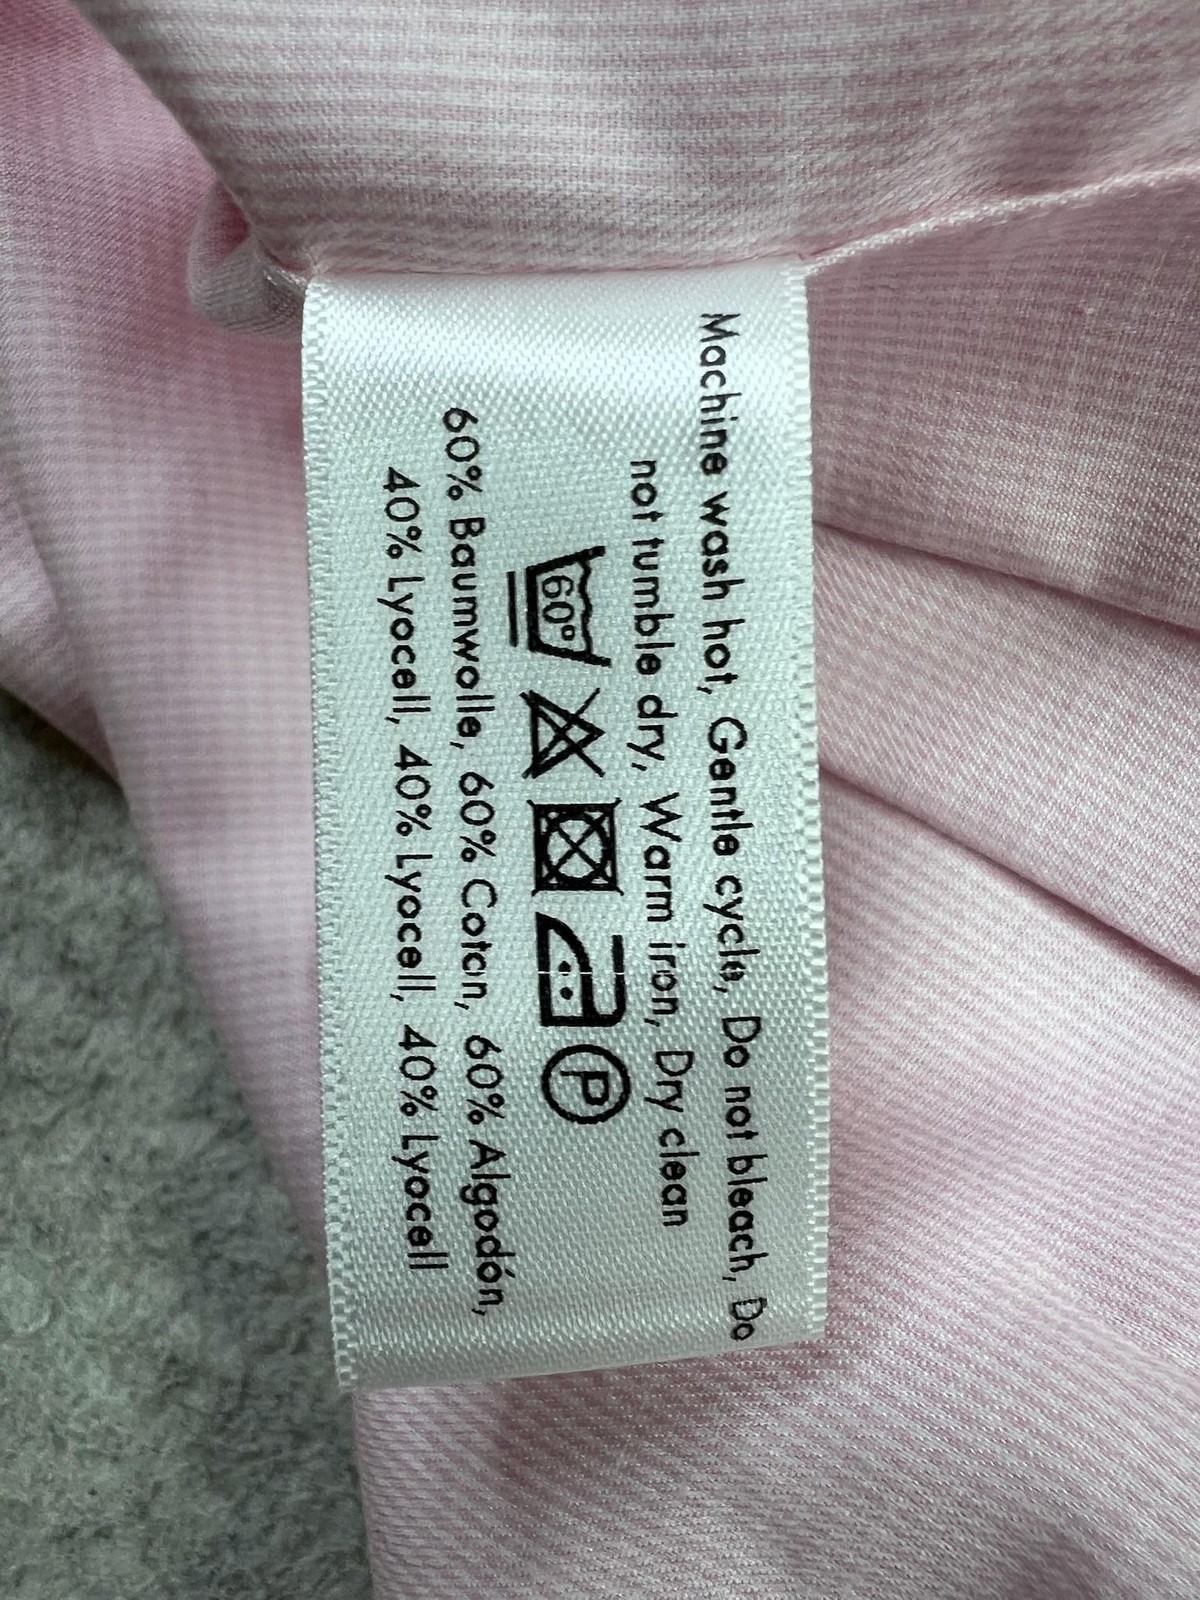 Machine wash hot, Gentle cycle, Do not bleach, Do
not tumble dry, Warm iron, Dry clean
60°
P
60% Baumwolle, 60% Cotan, 60% Algodón,
40% Lyocell, 40% Lyocell, 40% Lyocell